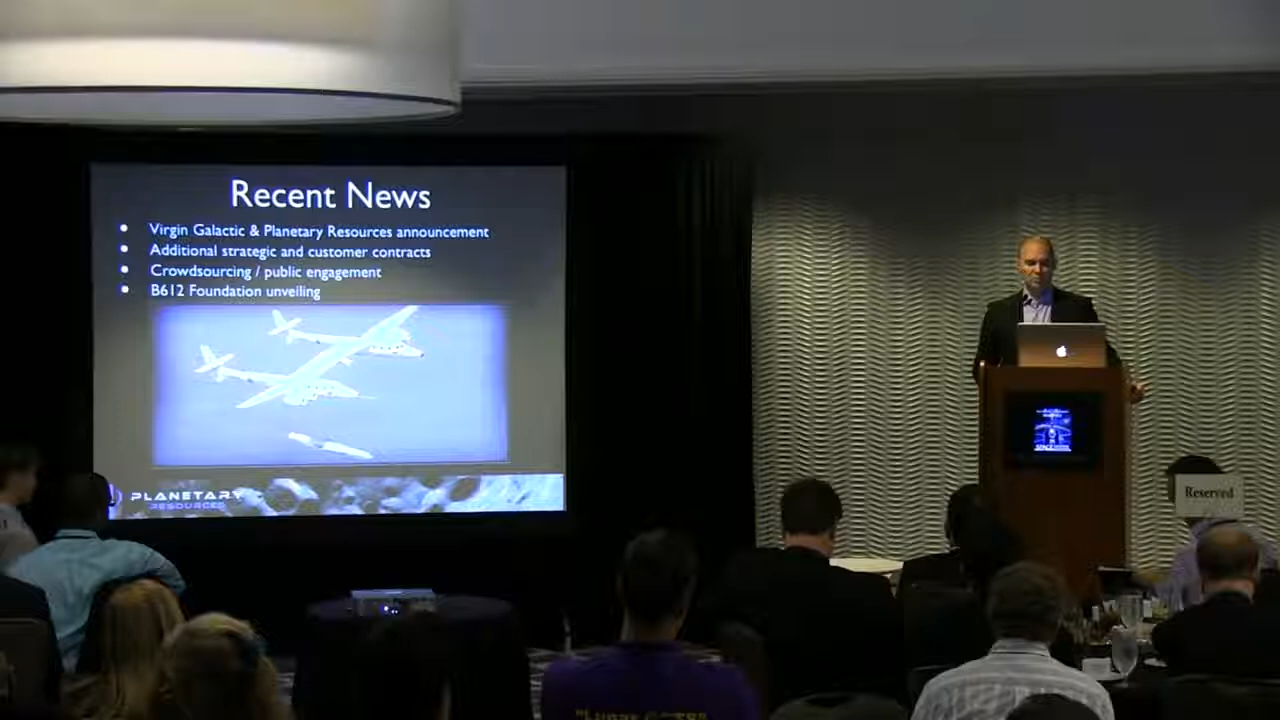 Recent News
• Virgin Galactic & Planetary Resources announcement
• Additional strategic and customer contracts
• Crowdsourcing / public engagement
• B612 Foundation unveiling
PLANETARY
RESOURCES
Reserved